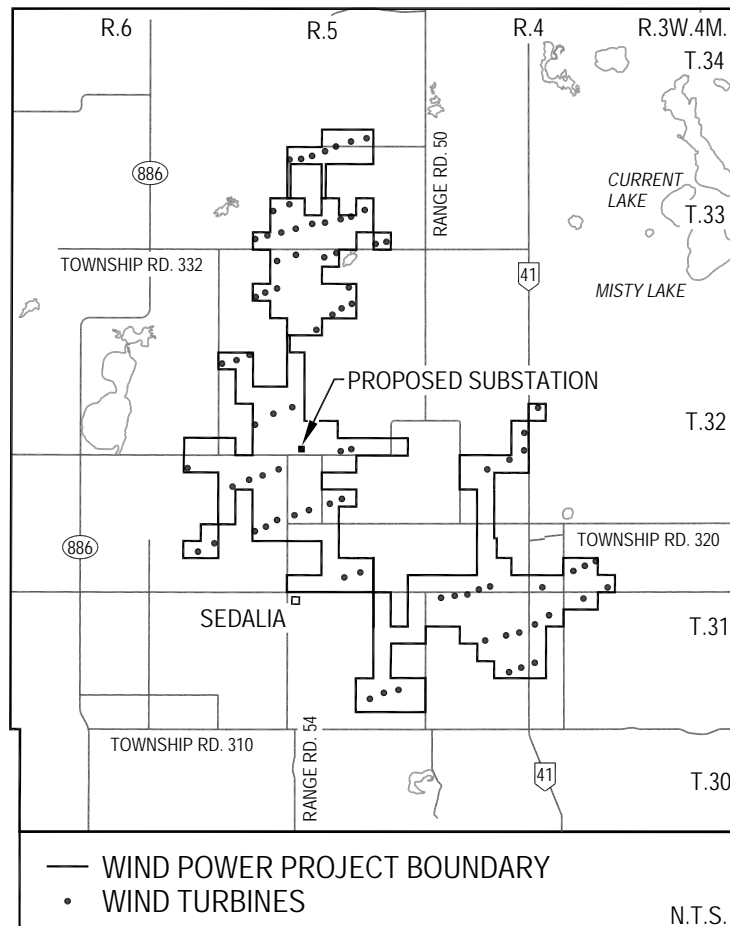 R.6
R.5
R.4
R.3W.4M.
T.34
RANGE RD. 50
886
CURRENT
LAKE
T.33
TOWNSHIP RD. 332
41
MISTY LAKE
PROPOSED SUBSTATION
T.32
886
TOWNSHIP RD. 320
SEDALIA
T.31
RANGE RD. 54
TOWNSHIP RD. 310
41
T.30
WIND POWER PROJECT BOUNDARY
WIND TURBINES
N.T.S.